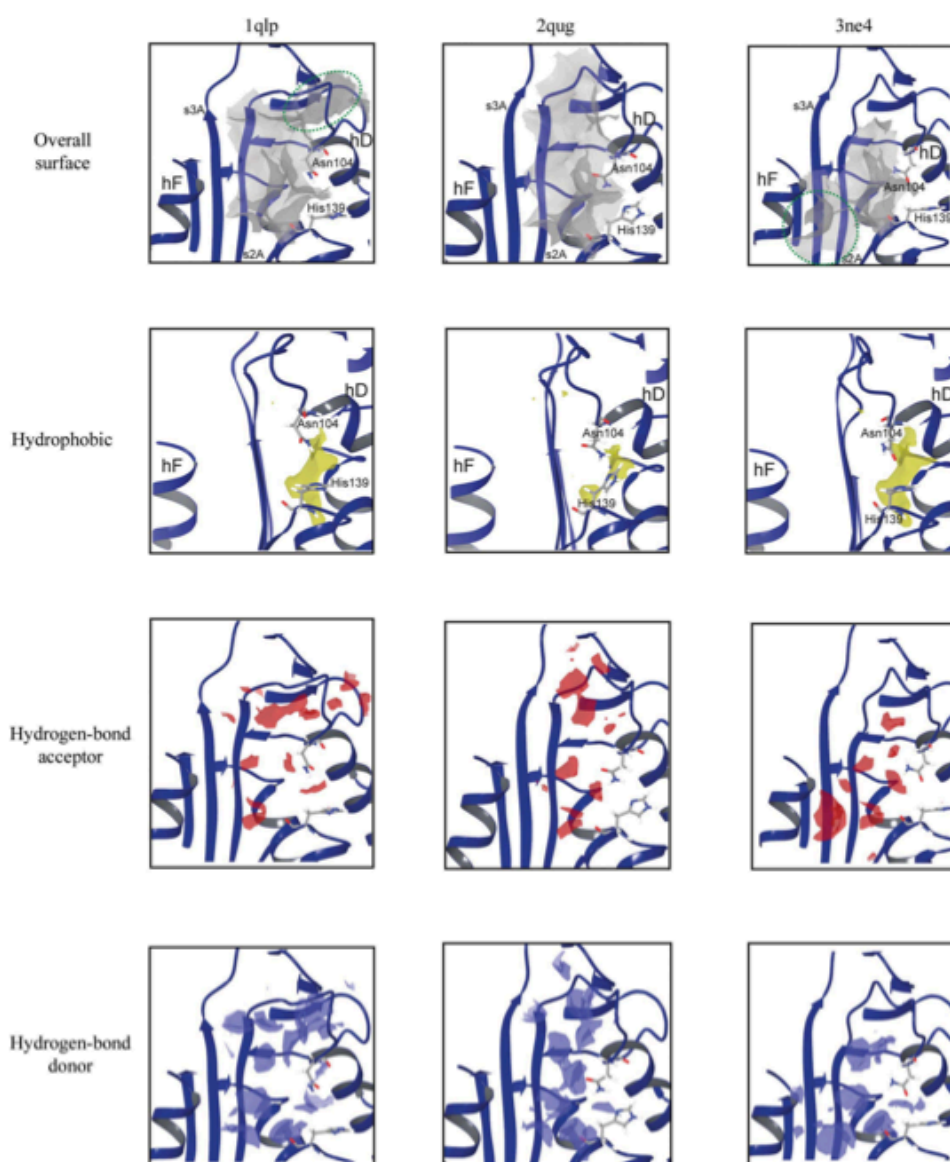 1qlp
2qug
3ne4
Overall
surface
s3A
hD
Asn104
hF
His139
s2A
hD
Asn104
His139
s2A
s3A
hD
hF
Asn104
His139
s2A
Hydrophobic
hD
Asn104
hF
His139
hD
Asn104
hF
His139
hD
Asn104
hF
His139
Hydrogen-bond
acceptor
Hydrogen-bond
donor